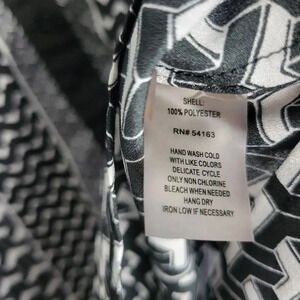 SHELL:
100% POLYESTER
RN# 54163
HAND WASH COLD
WITH LIKE COLORS
DELICATE CYCLE
ONLY NON CHLORINE
BLEACH WHEN NEEDED
HANG DRY
IRON LOW IF NECESSARY